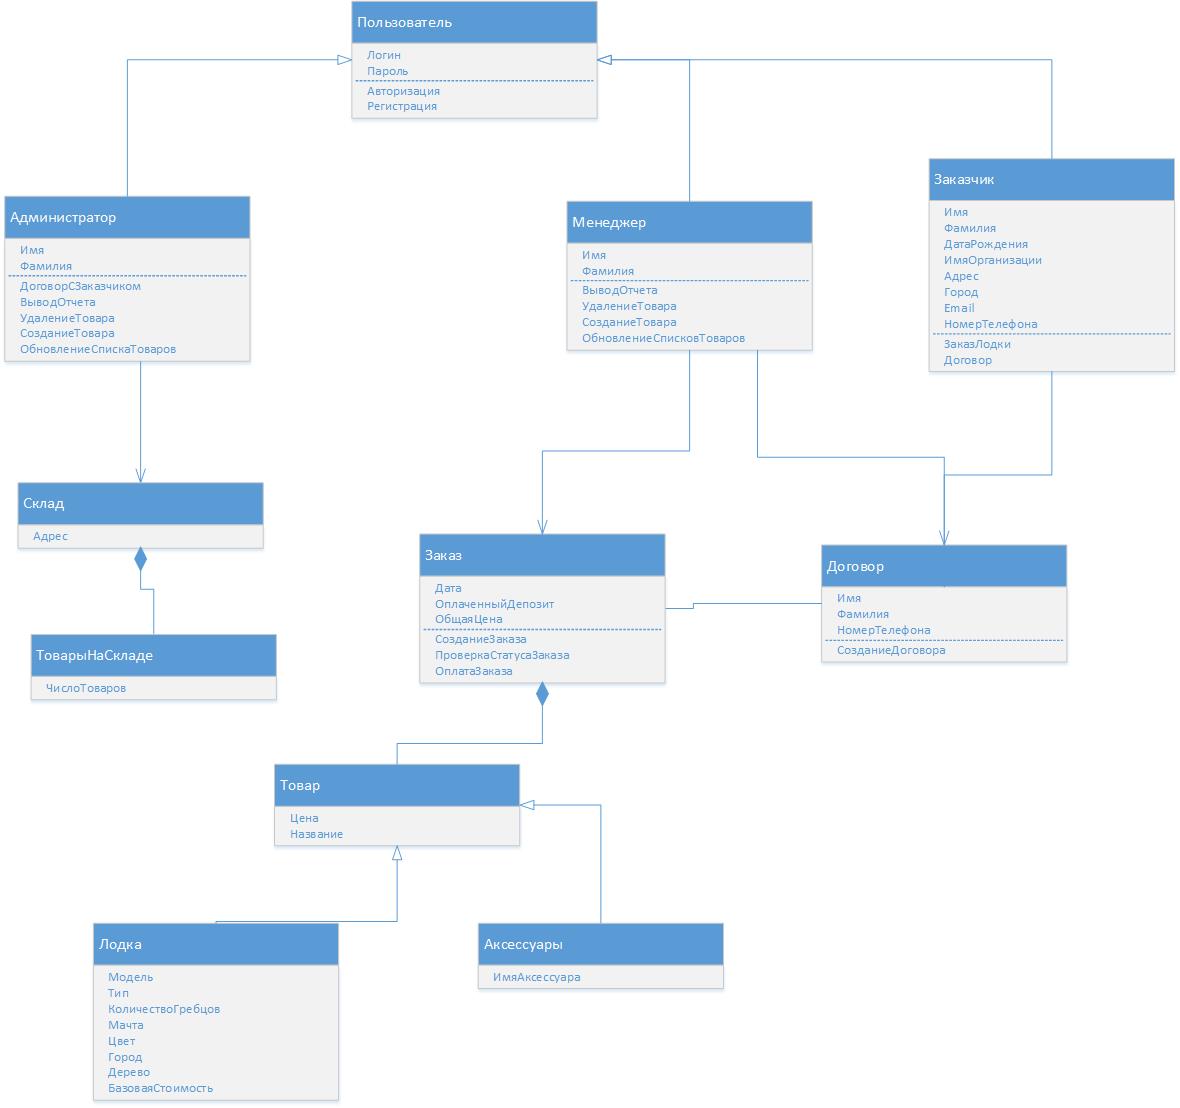 Пользователь
Логин
Пароль
Авторизация
Регистрация
Заказчик
Имя
Фамилия
ДатаРождения
ИмяОрганизации
Адрес
Город
Email
НомерТелефона
ЗаказЛодки
Договор
Администратор
Имя
Фамилия
ДоговорСЗаказчиком
ВыводОтчета
УдалениеТовара
СозданиеТовара
ОбновлениеСпискаТоваров
Менеджер
Имя
Фамилия
ВыводОтчета
УдалениеТовара
СозданиеТовара
ОбновлениеСписковТоваров
Склад
Адрес
Заказ
Дата
ОплаченныйДепозит
ОбщаяЦена
СозданиеЗаказа
ПроверкаСтатусаЗаказа
ОплатаЗаказа
Договор
Имя
Фамилия
НомерТелефона
СозданиеДоговора
ТоварыНаСкладе
ЧислоТоваров
Товар
Цена
Название
Лодка
Модель
Тип
КоличествоГребцов
Мачта
Цвет
Город
Дерево
БазоваяСтоимость
Аксессуары
ИмяАксессуара